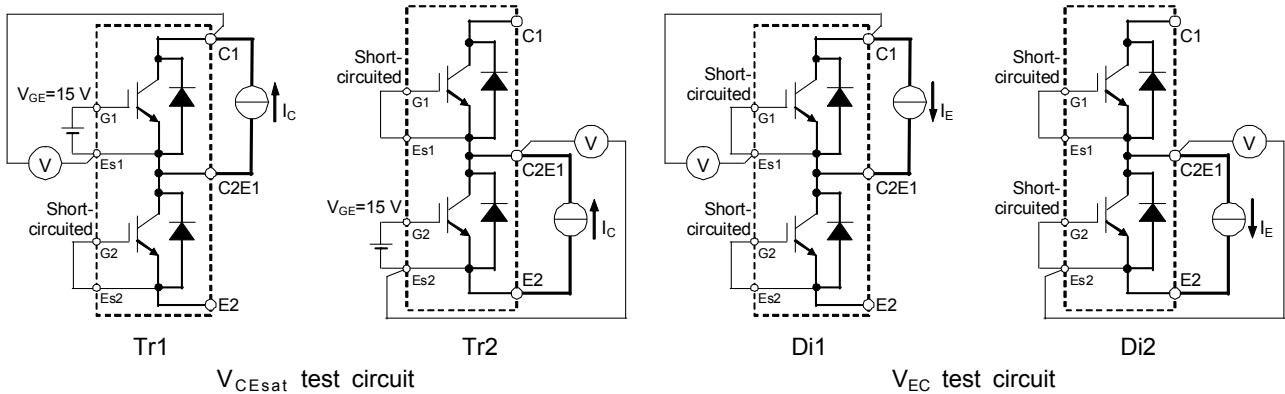 C1
Short-
circuited
VGE=15 V
G1
IC
V
Es1
C2E1
Short-
circuited
G2
Es2
E2
Tr1
C1
Short-
circuited
G1
Es1
V
C2E1
VGE=15 V
G2
IC
Es2
E2
Tr2
VCEsat test circuit
C1
Short-
circuited
G1
IE
V
Es1
C2E1
Short-
circuited
G2
Es2
E2
Di1
C1
Short-
circuited
G1
Es1
V
C2E1
Short-
circuited
G2
IE
Es2
E2
Di2
VEC test circuit